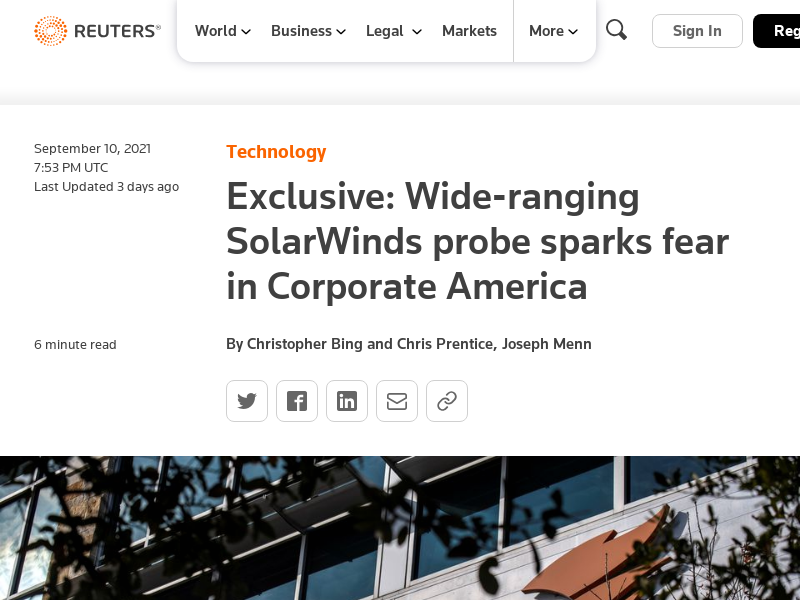 REUTERS®
World
Business
Legal
Markets
More
Sign In
Reg
September 10, 2021
7:53 PM UTC
Last Updated 3 days ago
Technology
Exclusive: Wide-ranging
SolarWinds probe sparks fear
in Corporate America
6 minute read
By Christopher Bing and Chris Prentice, Joseph Menn